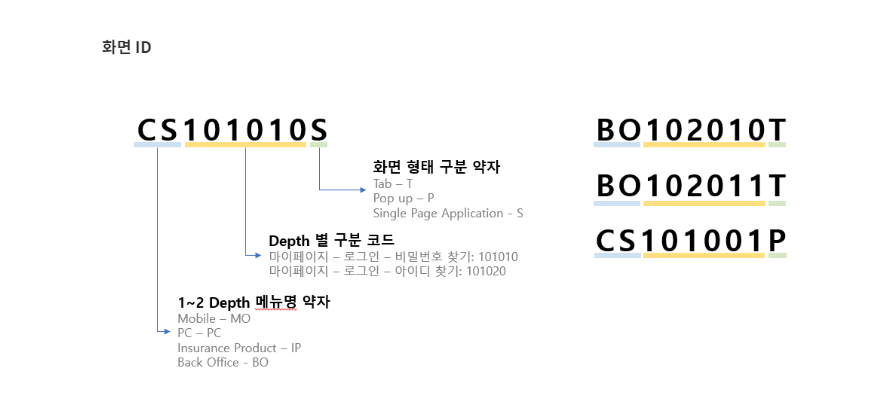 화면 ID
CS101010S
화면 형태 구분 약자
Tab – T
Pop up – P
Single Page Application - S
Depth 별 구분 코드
마이페이지 – 로그인 – 비밀번호 찾기: 101010
마이페이지 – 로그인 – 아이디 찾기: 101020
1~2 Depth 메뉴명 약자
Mobile – MO
PC – PC
Insurance Product – IP
Back Office - BO
BO102010T
BO102011T
CS101001P